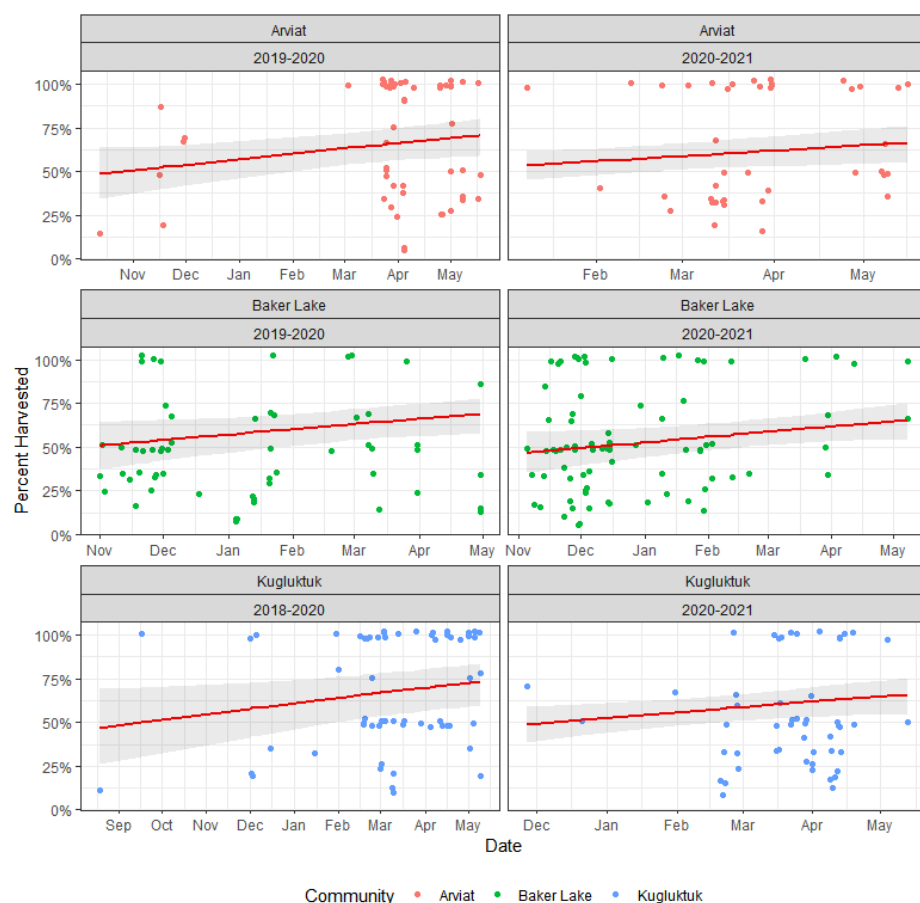 Arviat
Arviat
2019-2020
2020-2021
100%
75%
50%
25%
0%
Nov Dec Jan Feb Mar Apr May
Feb Mar Apr May
Baker Lake
Baker Lake
2019-2020
2020-2021
Percent Harvested
100%
75%
50%
25%
0%
Nov Dec Jan Feb Mar Apr May
Nov Dec Jan Feb Mar Apr May
Kugluktuk
Kugluktuk
2018-2020
2020-2021
100%
75%
50%
25%
0%
Sep Oct Nov Dec Jan Feb Mar Apr May
Dec Jan Feb Mar Apr May
Date
Community Arviat Baker Lake Kugluktuk